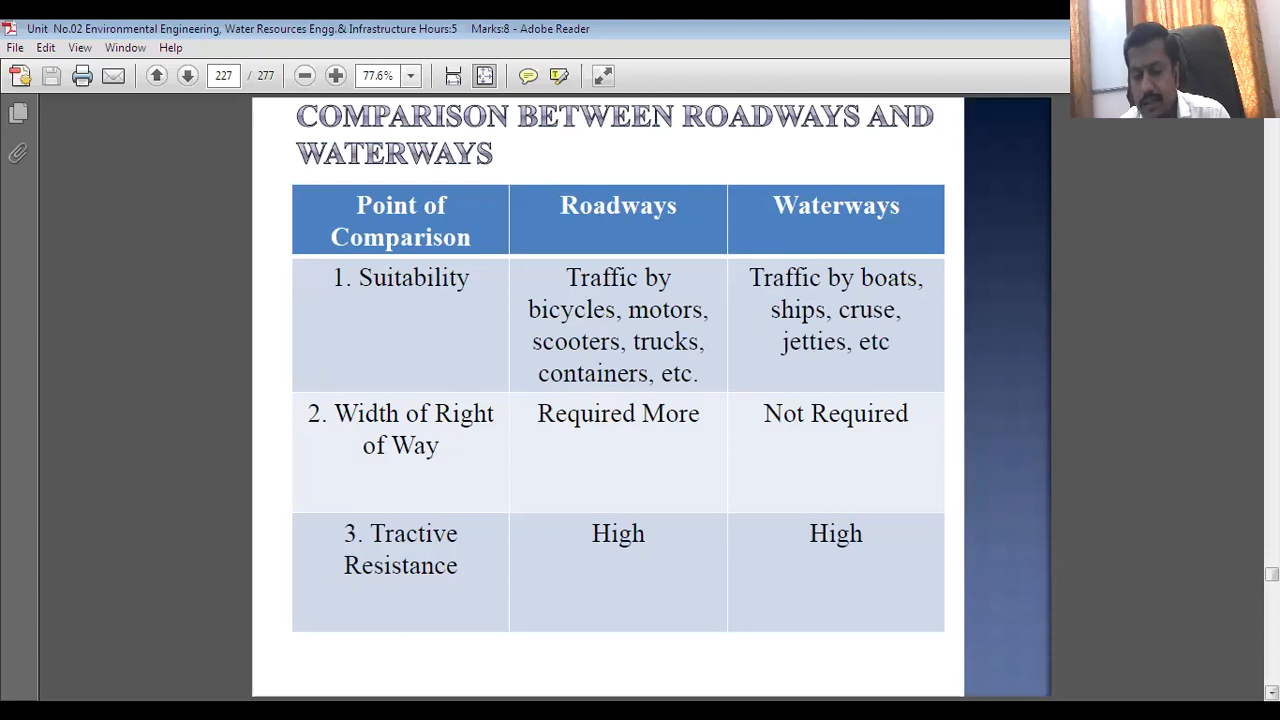 Unit No.02 Environmental Engineering, Water Resources Engg.& Infrastructure Hours:5 Marks:8 - Adobe Reader
File Edit View Window Help
227 / 277 77.6%
COMPARISON BETWEEN ROADWAYS AND
WATERWAYS
Point of
Comparison
Roadways
Waterways
1. Suitability
Traffic by
bicycles, motors,
scooters, trucks,
containers, etc.
Traffic by boats,
ships, cruse,
jetties, etc
2. Width of Right
of Way
Required More
Not Required
3. Tractive
Resistance
High
High